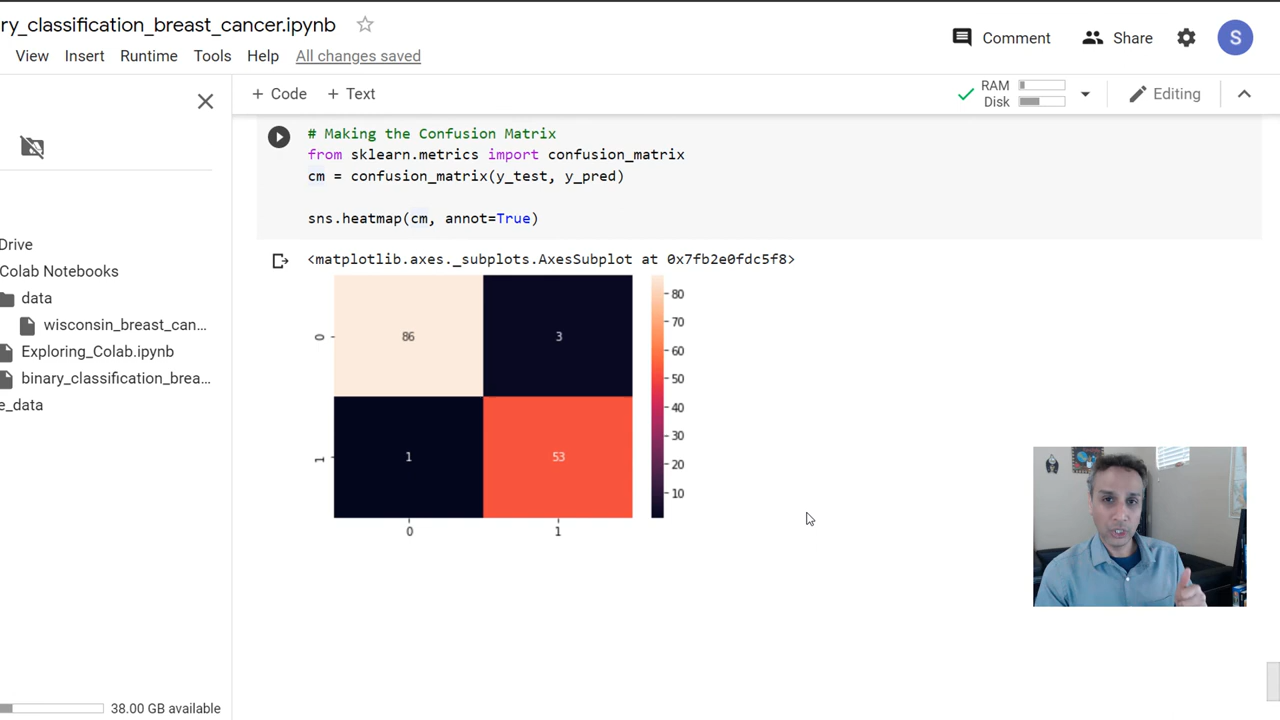 ry_classification_breast_cancer.ipynb
View Insert Runtime Tools Help All changes saved
Comment Share S
+ Code + Text
RAM
Disk
Editing
Drive
Colab Notebooks
data
wisconsin_breast_can...
Exploring_Colab.ipynb
binary_classification_brea...
e_data
38.00 GB available
# Making the Confusion Matrix
from sklearn.metrics import confusion_matrix
cm = confusion_matrix(y_test, y_pred)
sns.heatmap(cm, annot=True)
<matplotlib.axes._subplots.AxesSubplot at 0x7fb2e0fdc5f8>
0 86 3
1 1 53
0 1
80
70
60
50
40
30
20
10